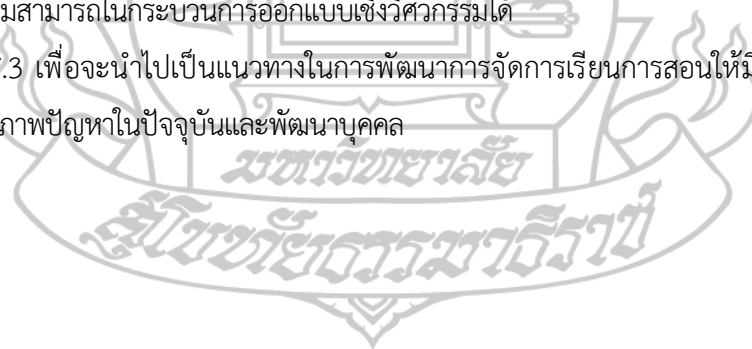 มสามารถในกระบวนการออกแบบเชิงวิศวกรรมได้
.3 เพื่อจะนำไปเป็นแนวทางในการพัฒนาการจัดการเรียนการสอนให้มี
ภาพปัญหาในปัจจุบันและพัฒนาบุคคล
มหาวิทยาลัย
สุโขทัยธรรมาธิราช